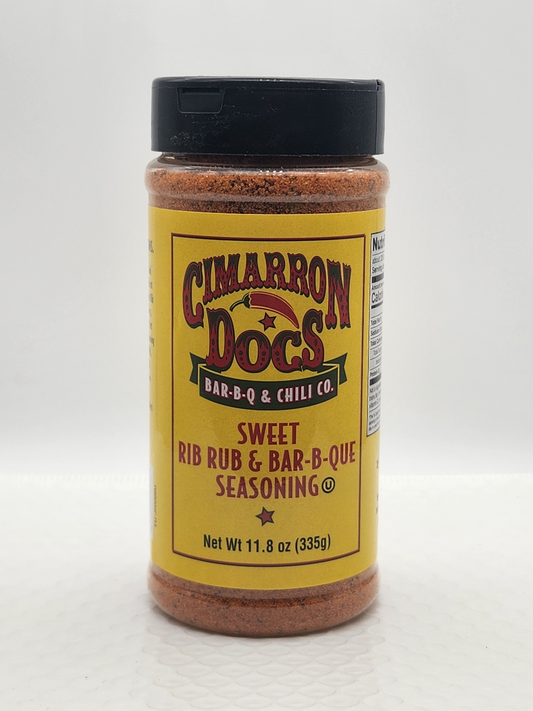 CIMARRON
DOCS
BAR-B-Q & CHILI CO.
SWEET
RIB RUB & BAR-B-QUE
SEASONING Ⓤ
Net Wt 11.8 oz (335g)